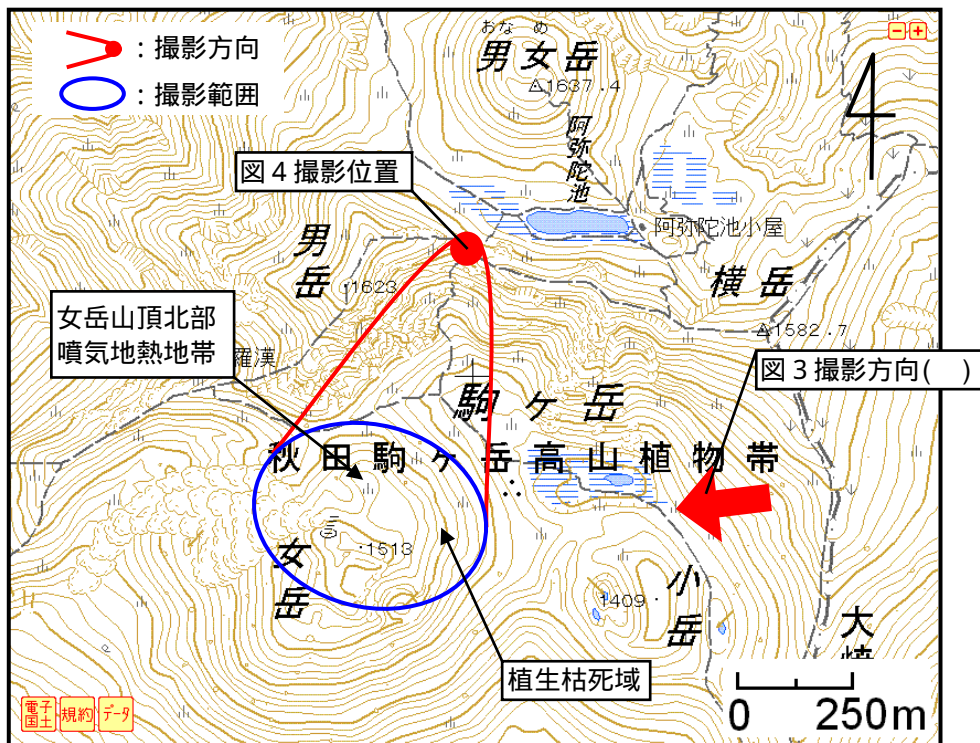 ：撮影方向
：撮影範囲
おなめ
男女岳
△1637.4
阿弥陀池
図４撮影位置
阿弥陀池小屋
男岳
・1623
横岳
△1582.7
女岳山頂北部
噴気地熱地帯
羅漢
図３撮影方向( )
駒ヶ岳
秋田駒ヶ岳高山植物帯
・1513
女岳
1409・
小岳
大焼
植生枯死域
電子国土
規約
データ
0 250m